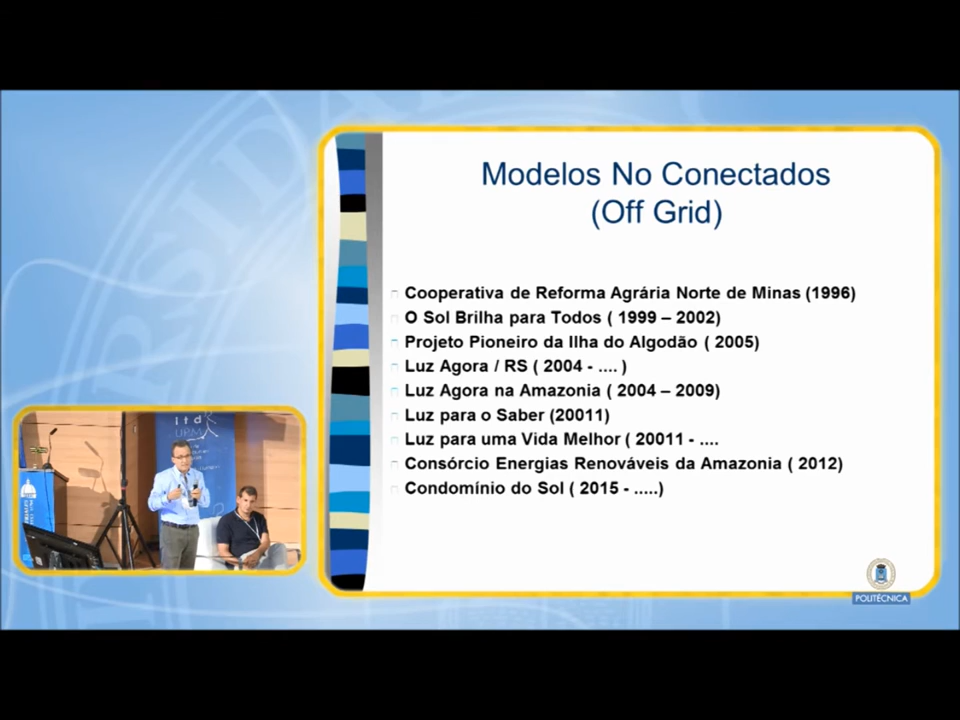 Modelos No Conectados
(Off Grid)
Cooperativa de Reforma Agrária Norte de Minas (1996)
O Sol Brilha para Todos ( 1999 – 2002)
Projeto Pioneiro da Ilha do Algodão ( 2005)
Luz Agora / RS ( 2004 - .... )
Luz Agora na Amazonia ( 2004 – 2009)
Luz para o Saber (20011)
Luz para uma Vida Melhor ( 20011 - ....
Consórcio Energias Renováveis da Amazonia ( 2012)
Condomínio do Sol ( 2015 - .....)
POLITÉCNICA
itd
UPM